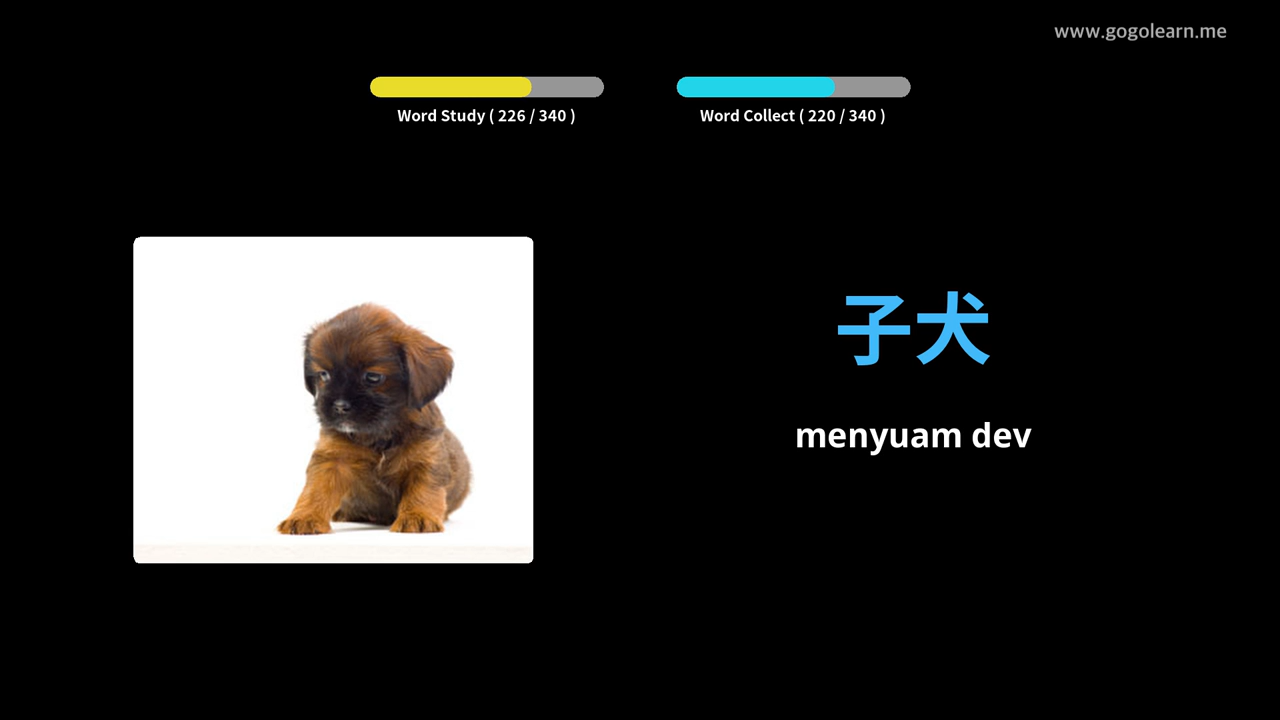 www.gogolearn.me
Word Study ( 226 / 340 )
Word Collect ( 220 / 340 )
子犬
menyuam dev